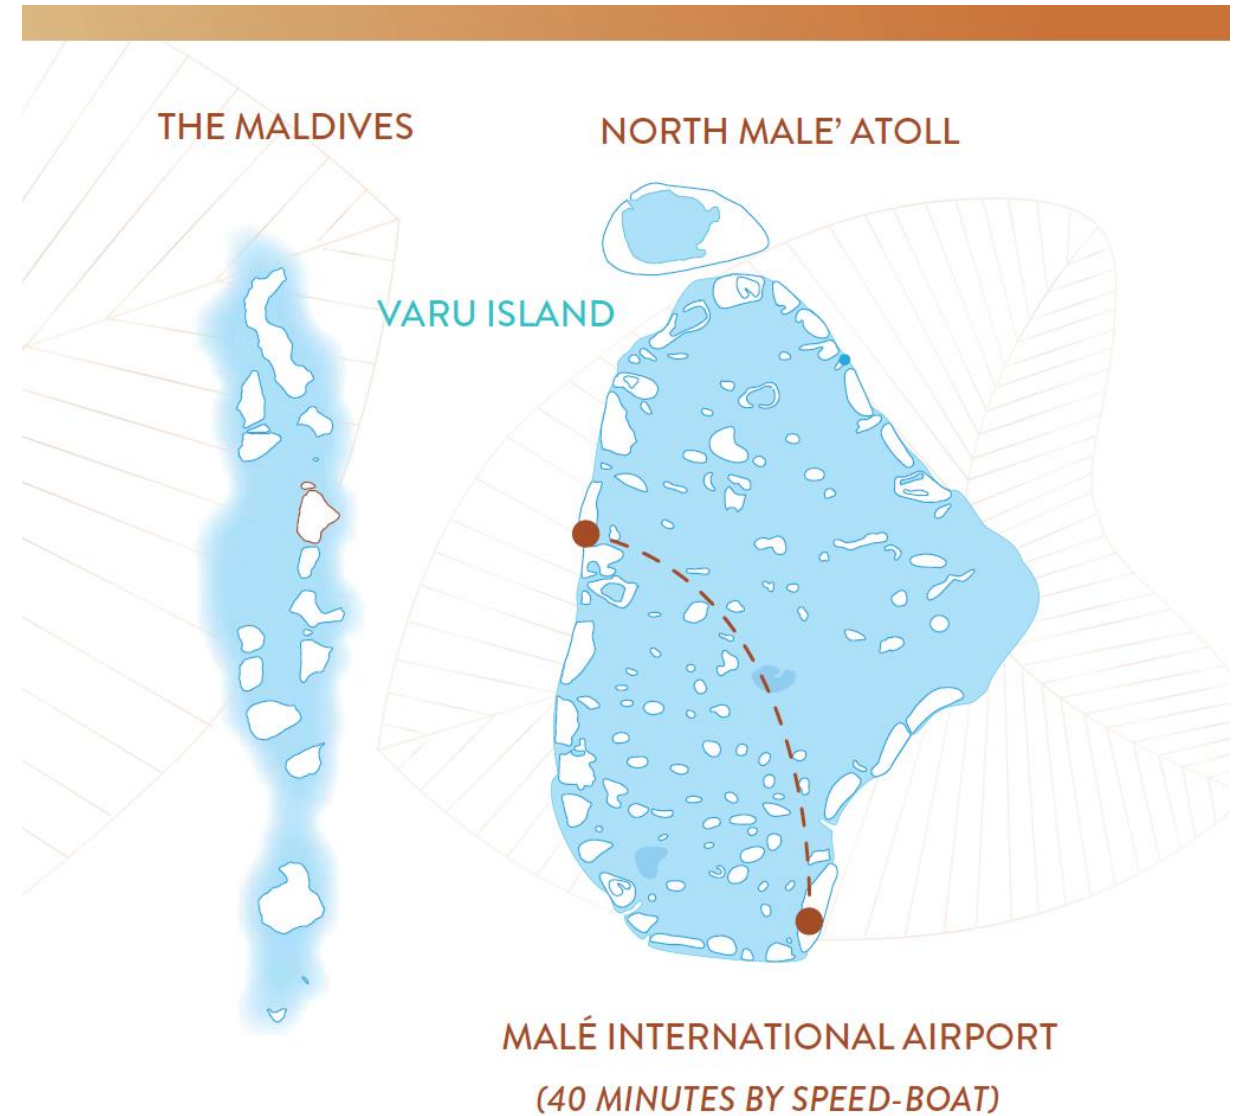 THE MALDIVES
NORTH MALE’ ATOLL
VARU ISLAND
MALÉ INTERNATIONAL AIRPORT
(40 MINUTES BY SPEED-BOAT)